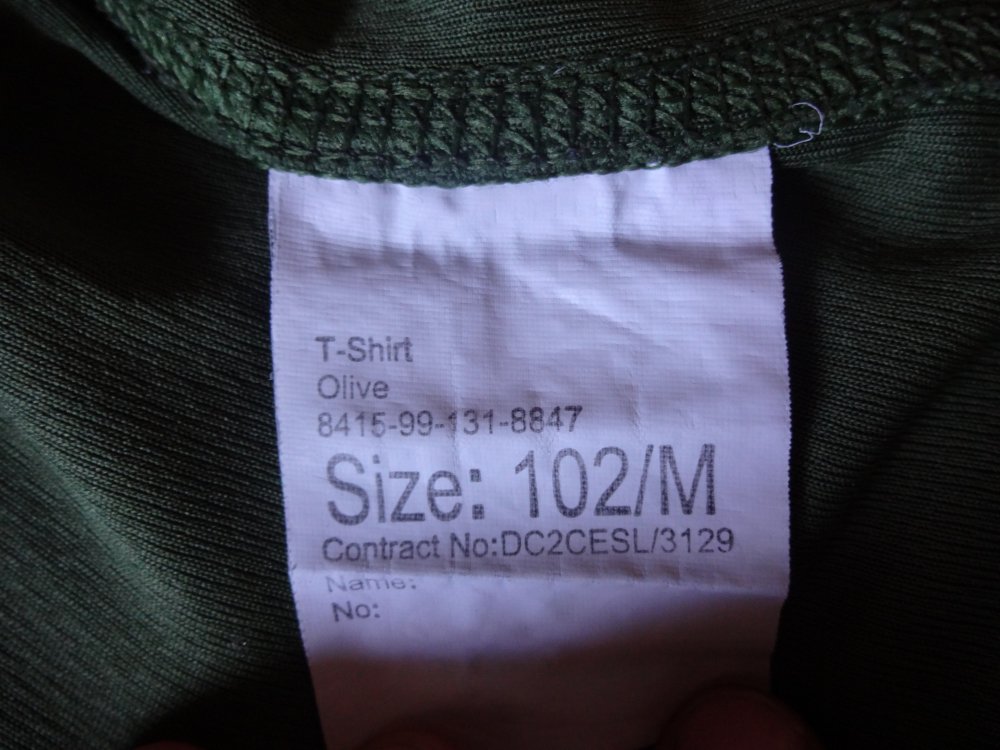 T-Shirt
Olive
8415-99-131-8847
Size: 102/M
Contract No:DC2CESL/3129
Name:
No: